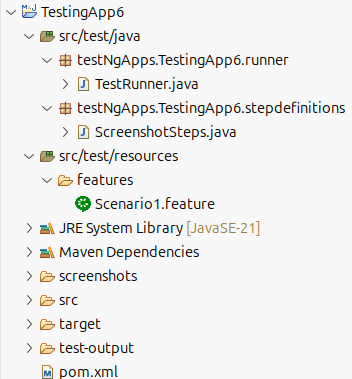 TestingApp6
src/test/java
testNgApps.TestingApp6.runner
TestRunner.java
testNgApps.TestingApp6.stepdefinitions
ScreenshotSteps.java
src/test/resources
features
Scenario1.feature
JRE System Library [JavaSE-21]
Maven Dependencies
screenshots
src
target
test-output
pom.xml